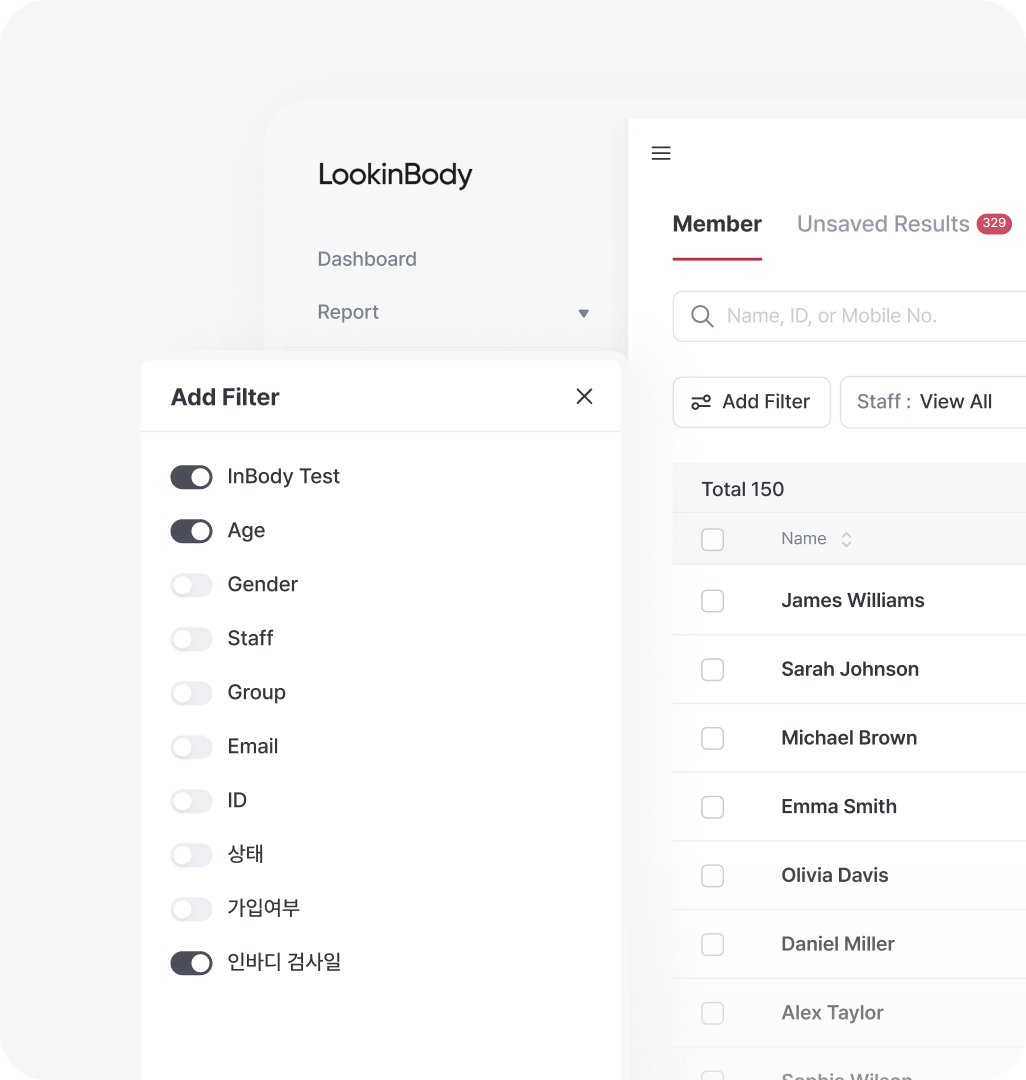 LookinBody
Dashboard
Report
Member
Unsaved Results 329
Name, ID, or Mobile No.
Add Filter
Staff : View All
Total 150
Name
James Williams
Sarah Johnson
Michael Brown
Emma Smith
Olivia Davis
Daniel Miller
Alex Taylor
Sophie Wilson
Add Filter
InBody Test
Age
Gender
Staff
Group
Email
ID
상태
가입여부
인바디 검사일